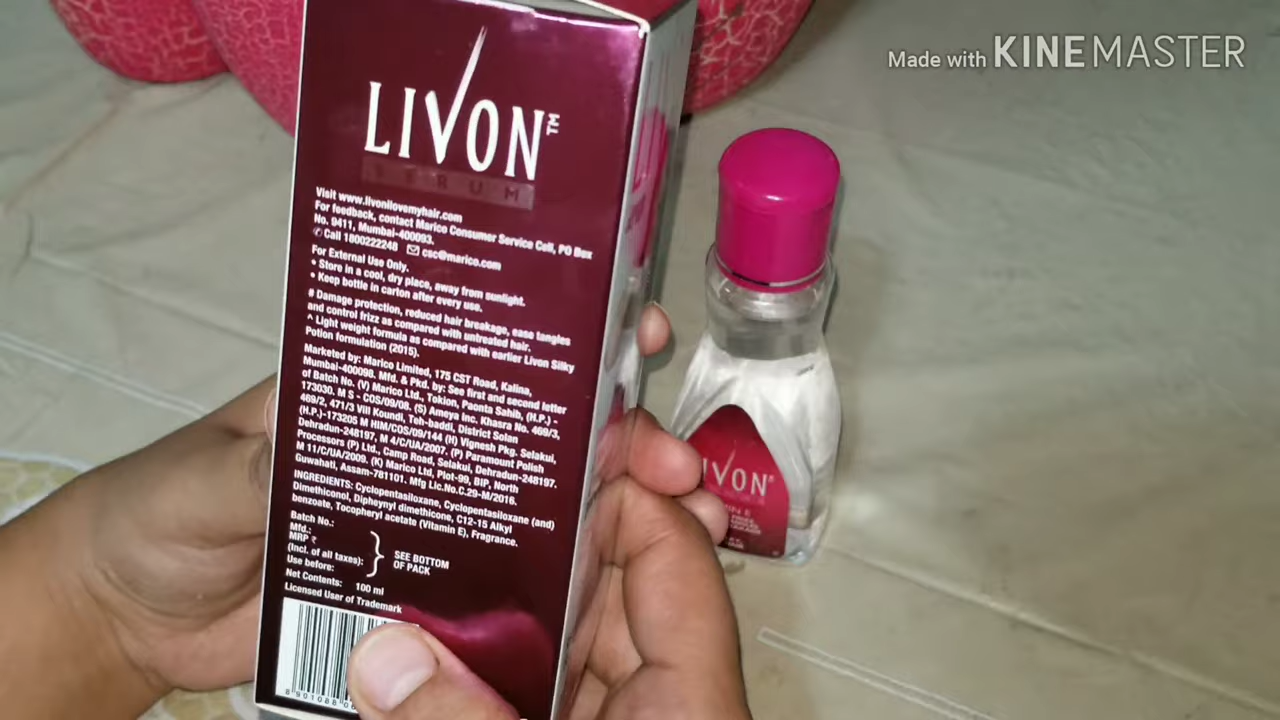 Made with KINEMASTER
LIVON™
SERUM
Visit www.livonilovemyhair.com
For feedback, contact Marico Consumer Service Cell, PO Box
No. 9411, Mumbai-400093.
Call 1800222248 csc@marico.com
For External Use Only.
• Store in a cool, dry place, away from sunlight.
• Keep bottle in carton after every use.
# Damage protection, reduced hair breakage, ease tangles
and control frizz as compared with untreated hair.
^ Light weight formula as compared with earlier Livon Silky
Potion formulation (2015).
Marketed by: Marico Limited, 175 CST Road, Kalina,
Mumbai-400098. Mfd. & Pkd. by: See first and second letter
of Batch No. (V) Marico Ltd., Tokion, Paonta Sahib, (H.P.) -
173030. M S - COS/09/08. (S) Ameya Inc. Khasra No. 469/3,
469/2, 471/3 VIII Koundi, Teh-baddi, District Solan
(H.P.)-173205 M HIM/COS/09/144 (H) Vignesh Pkg. Selakui,
Dehradun-248197, M 4/C/UA/2007. (P) Paramount Polish
Processors (P) Ltd., Camp Road, Selakui, Dehradun-248197.
M 11/C/UA/2009. (K) Marico Ltd, Plot-99, BIP, North
Guwahati, Assam-781101. Mfg Lic.No.C.29-M/2016.
INGREDIENTS: Cyclopentasiloxane, Cyclopentasiloxane (and)
Dimethiconol, Dipheynyl dimethicone, C12-15 Alkyl
benzoate, Tocopheryl acetate (Vitamin E), Fragrance.
Batch No.:
Mfd.:
MRP ₹
(Incl. of all taxes):
Use before:
SEE BOTTOM
OF PACK
Net Contents: 100 ml
Licensed User of Trademark
8 901088 0
LIVON